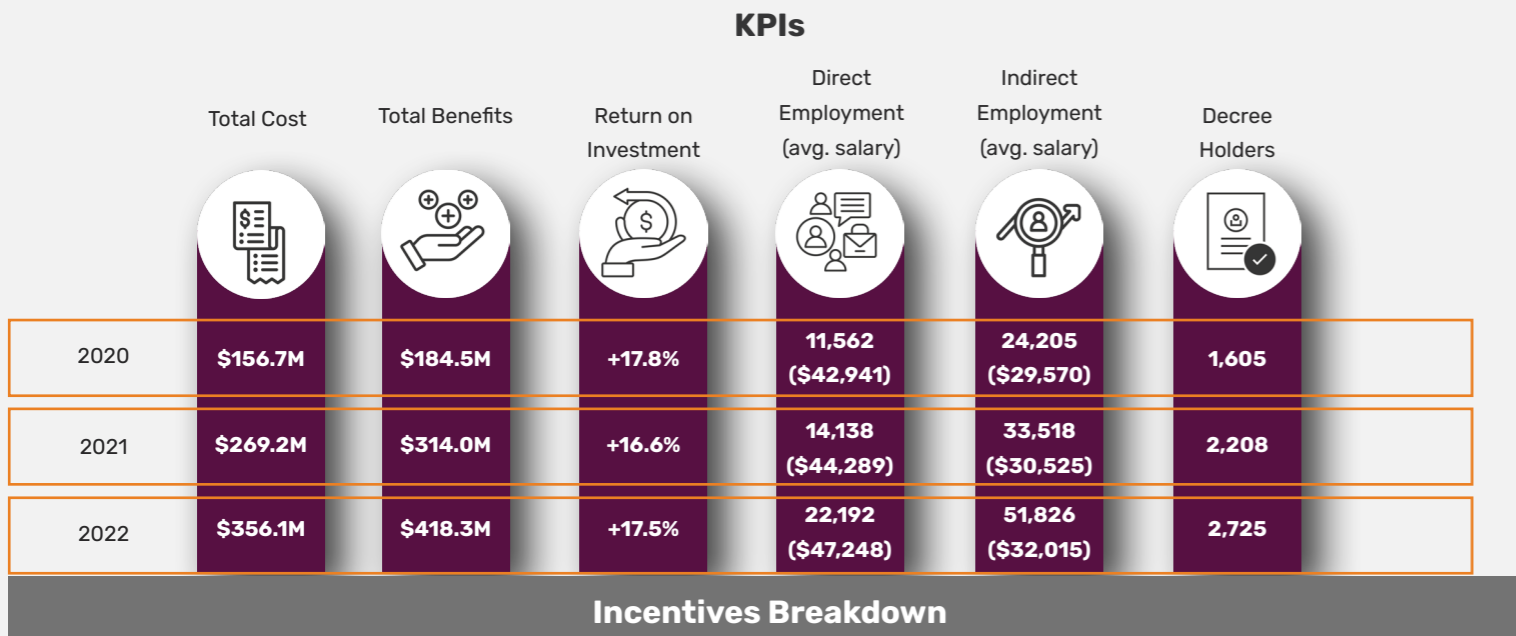 KPIs
Total Cost
Total Benefits
Return on
Investment
Direct
Employment
(avg. salary)
Indirect
Employment
(avg. salary)
Decree
Holders
$
$
2020
$156.7M
$184.5M
+17.8%
11,562
($42,941)
24,205
($29,570)
1,605
2021
$269.2M
$314.0M
+16.6%
14,138
($44,289)
33,518
($30,525)
2,208
2022
$356.1M
$418.3M
+17.5%
22,192
($47,248)
51,826
($32,015)
2,725
Incentives Breakdown